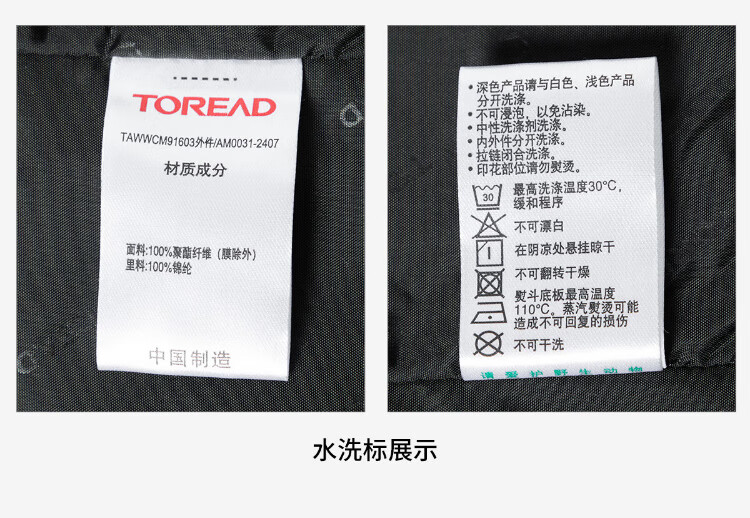 TOREAD
TAWWCM91603外件/AM0031-2407
材质成分
面料:100%聚酯纤维（膜除外）
里料:100%锦纶
中国制造
• 深色产品请与白色、浅色产品
分开洗涤。
• 不可浸泡，以免沾染。
• 中性洗涤剂洗涤。
• 内外件分开洗涤。
• 拉链闭合洗涤。
• 印花部位请勿熨烫。
30
最高洗涤温度30℃，
缓和程序
不可漂白
在阴凉处悬挂晾干
不可翻转干燥
熨斗底板最高温度
110℃。蒸汽熨烫可能
造成不可回复的损伤
不可干洗
请爱护野生动物
水洗标展示